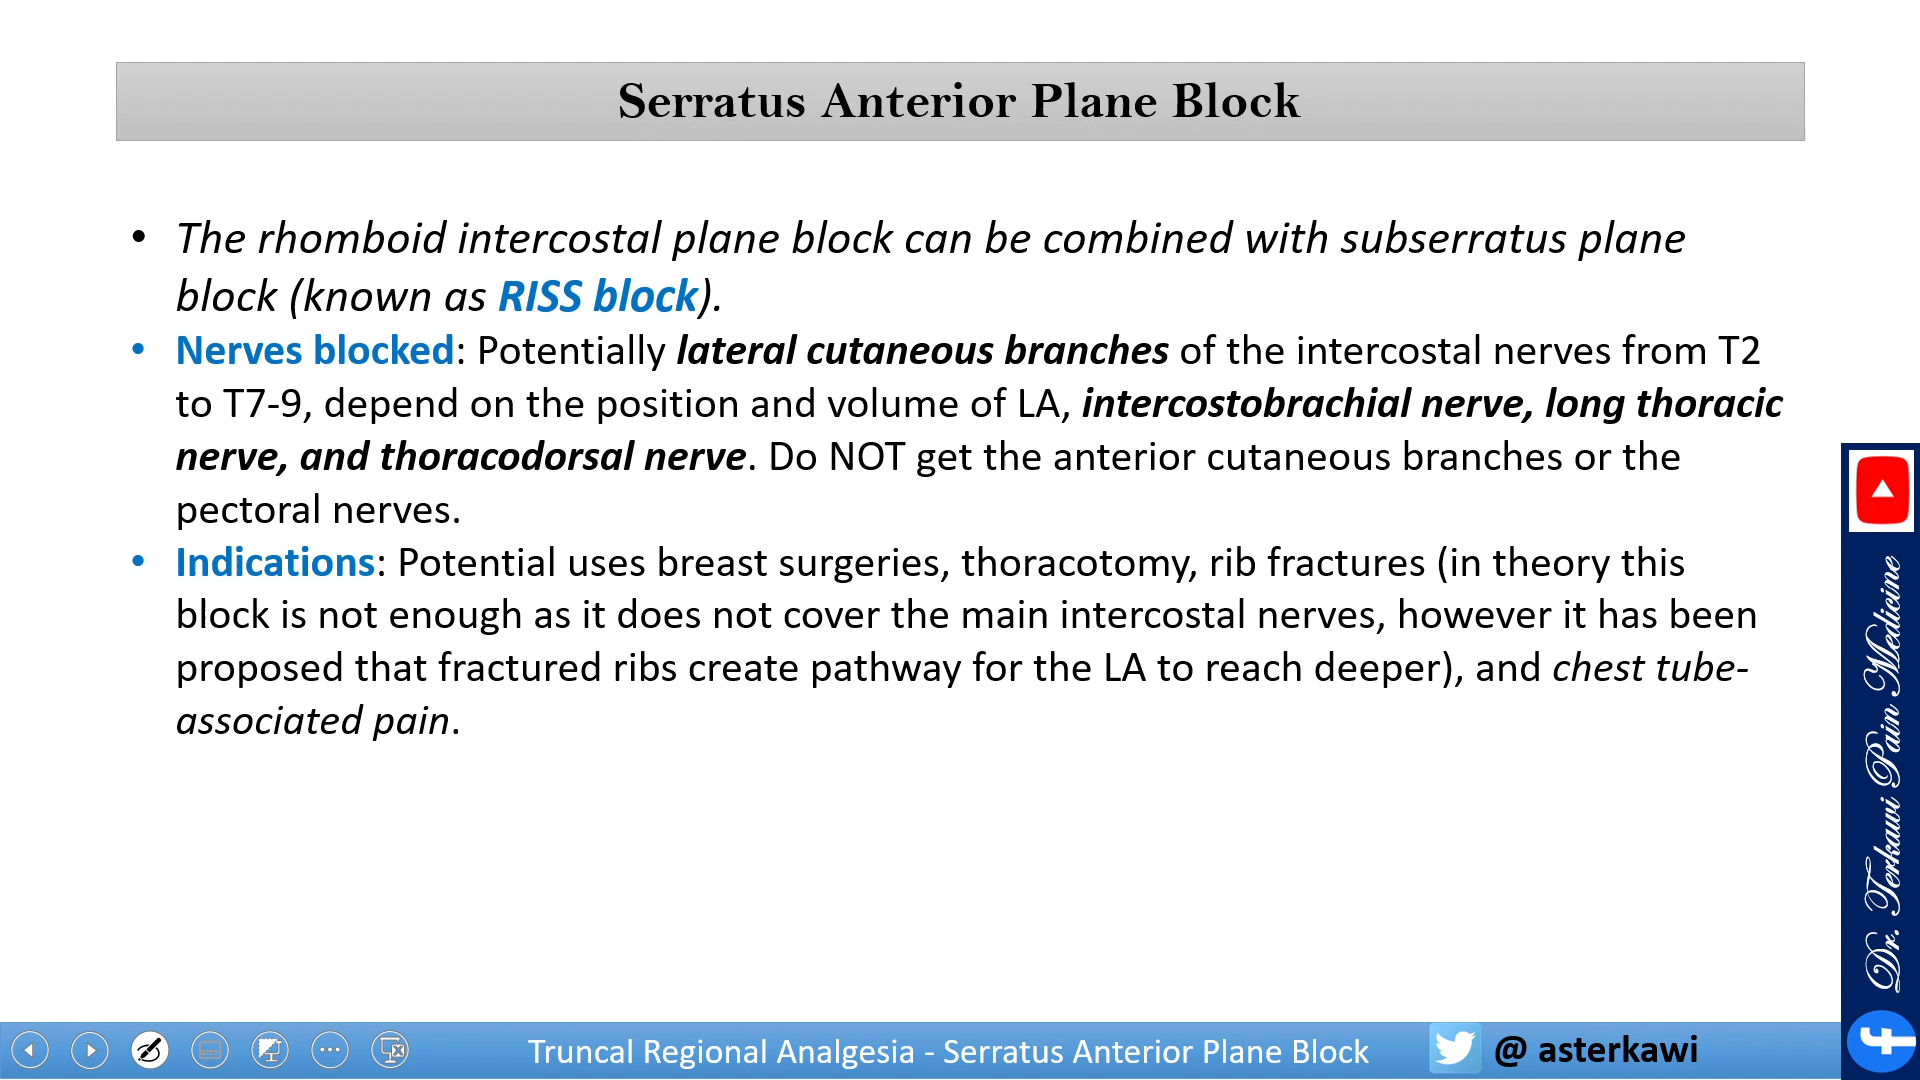 Serratus Anterior Plane Block
• The rhomboid intercostal plane block can be combined with subserratus plane
block (known as RISS block).
• Nerves blocked: Potentially lateral cutaneous branches of the intercostal nerves from T2
to T7-9, depend on the position and volume of LA, intercostobrachial nerve, long thoracic
nerve, and thoracodorsal nerve. Do NOT get the anterior cutaneous branches or the
pectoral nerves.
• Indications: Potential uses breast surgeries, thoracotomy, rib fractures (in theory this
block is not enough as it does not cover the main intercostal nerves, however it has been
proposed that fractured ribs create pathway for the LA to reach deeper), and chest tube-
associated pain.
Dr. Terkawi Pain Medicine
Truncal Regional Analgesia - Serratus Anterior Plane Block
@ asterkawi